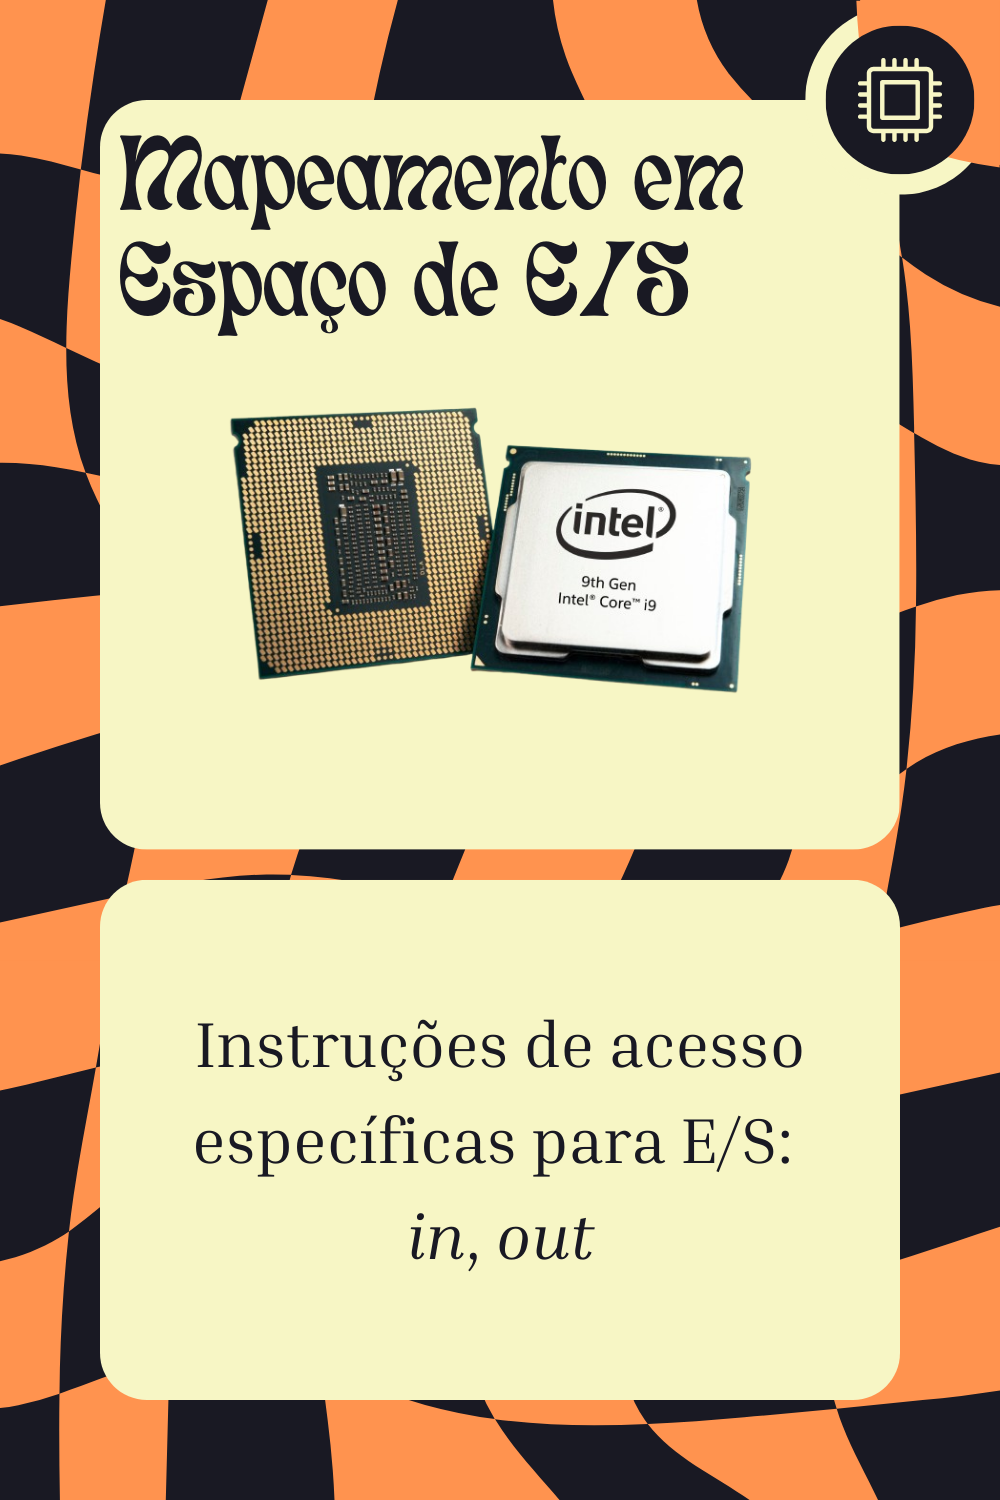 Mapeamento em
Espaço de E/S
intel®
9th Gen
Intel® Core™ i9
Instruções de acesso
específicas para E/S:
in, out